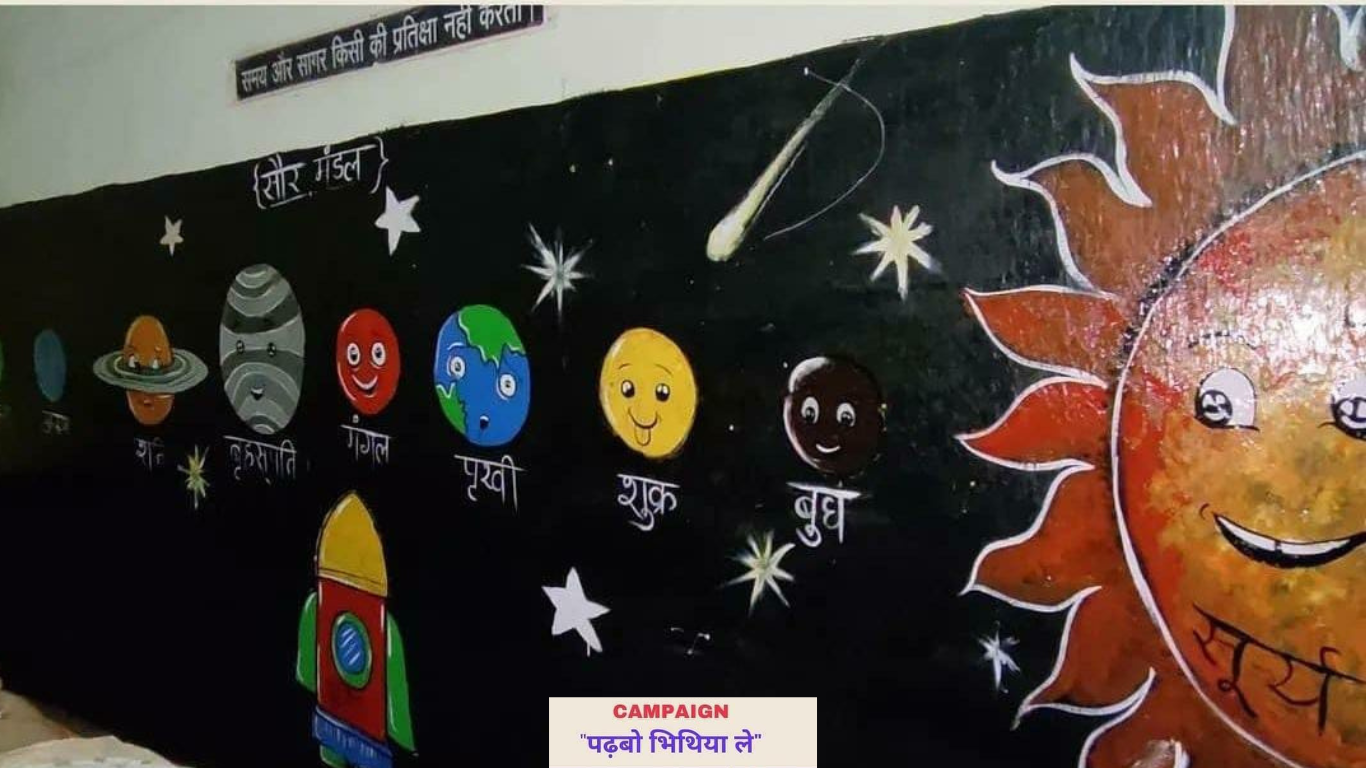 समय और सागर किसी की प्रतिक्षा नहीं करता।
{सौर मंडल}
शनि
बृहस्पति
मंगल
पृथ्वी
शुक्र
बुध
सूर्य
CAMPAIGN
"पढ़बो भिथिया ले"